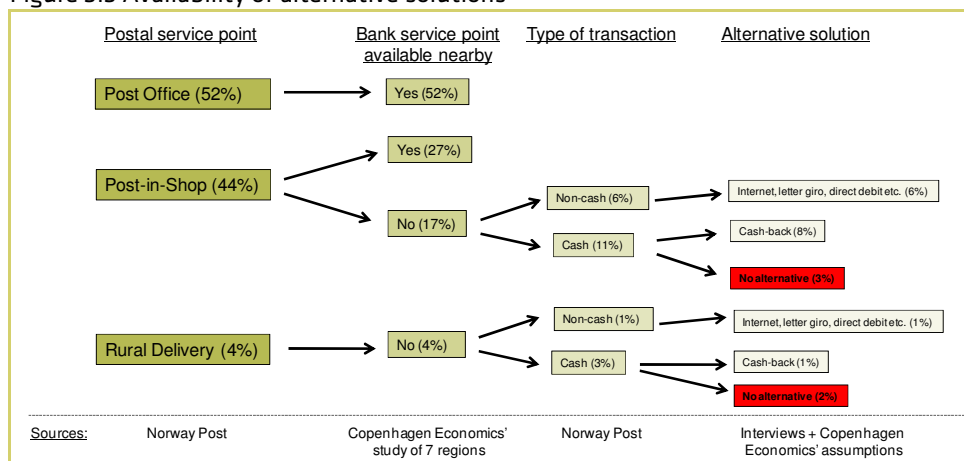 Figure 5.5 Availability of alternative solutions
Postal service point
Bank service point
available nearby
Type of transaction
Alternative solution
Post Office (52%)
Yes (52%)
Post-in-Shop (44%)
Yes (27%)
No (17%)
Non-cash (6%)
Internet, letter giro, direct debit etc. (6%)
Cash (11%)
Cash-back (8%)
No alternative (3%)
Rural Delivery (4%)
No (4%)
Non-cash (1%)
Internet, letter giro, direct debit etc. (1%)
Cash (3%)
Cash-back (1%)
No alternative (2%)
Sources:
Norway Post
Copenhagen Economics'
study of 7 regions
Norway Post
Interviews + Copenhagen
Economics' assumptions